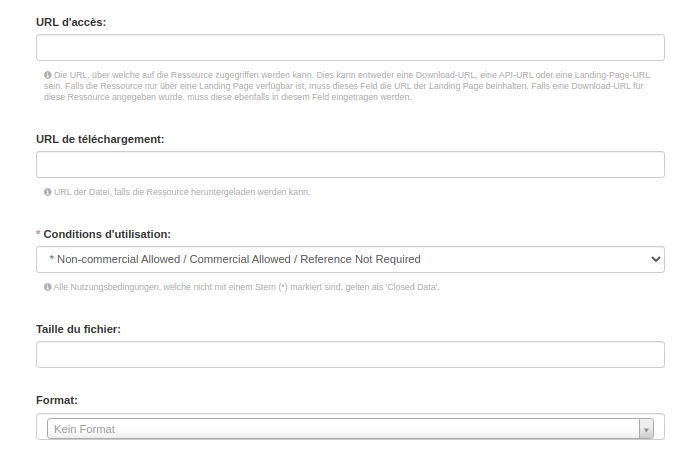 URL d'accès:
Die URL, über welche auf die Ressource zugegriffen werden kann. Dies kann entweder eine Download-URL, eine API-URL oder eine Landing-Page-URL
sein. Falls die Ressource nur über eine Landing Page verfügbar ist, muss dieses Feld die URL der Landing Page beinhalten. Falls eine Download-URL für
diese Ressource angegeben wurde, muss diese ebenfalls in diesem Feld eingetragen werden.
URL de téléchargement:
URL der Datei, falls die Ressource heruntergeladen werden kann.
* Conditions d'utilisation:
* Non-commercial Allowed / Commercial Allowed / Reference Not Required
Alle Nutzungsbedingungen, welche nicht mit einem Stern (*) markiert sind, gelten als 'Closed Data'.
Taille du fichier:
Format:
Kein Format